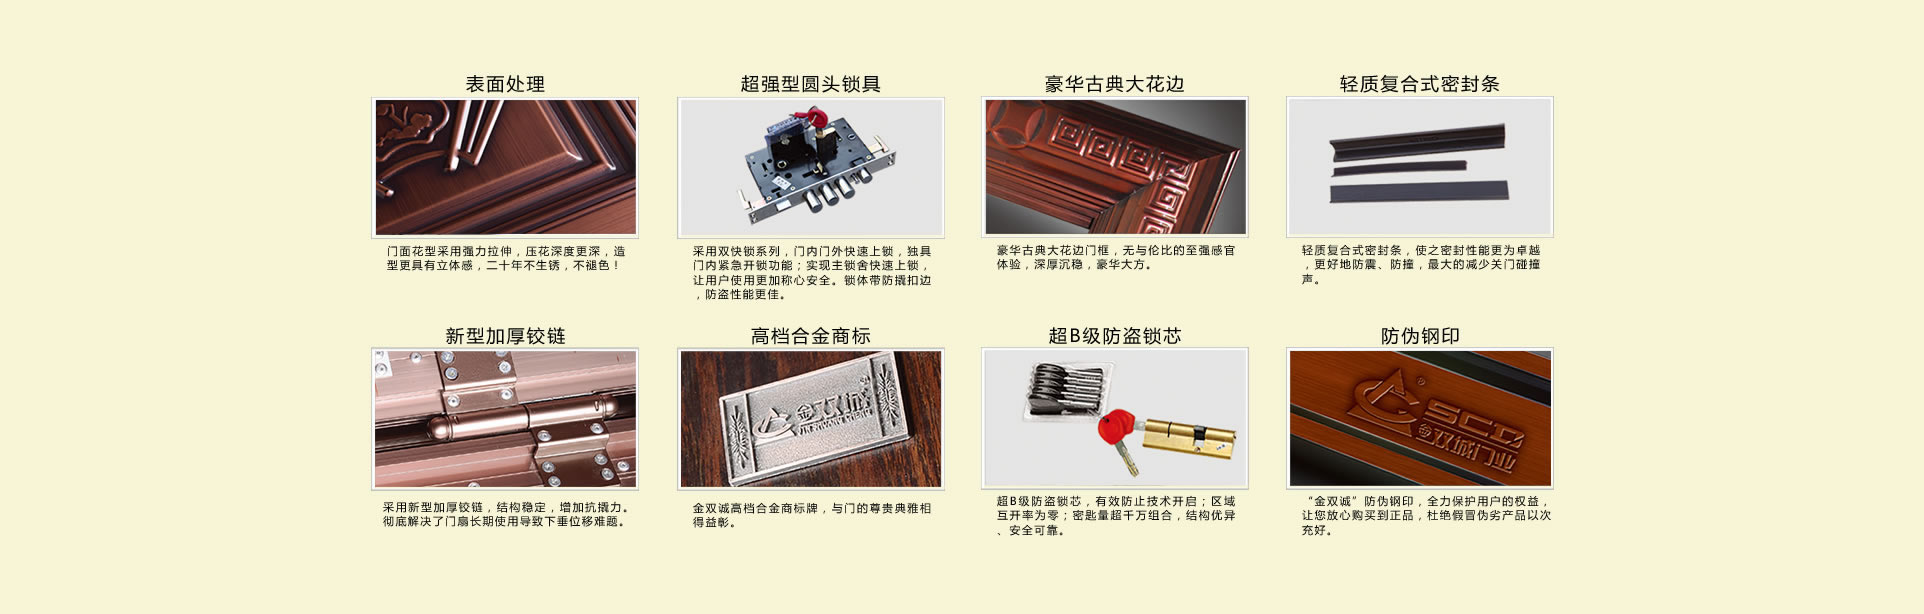 表面处理
门面花型采用强力拉伸，压花深度更深，造
型更具有立体感，二十年不生锈，不褪色！
超强型圆头锁具
采用双快锁系列，门内门外快速上锁，独具
门内紧急开锁功能；实现主锁舍快速上锁，
让用户使用更加称心安全。锁体带防撬扣边
，防盗性能更佳。
豪华古典大花边
豪华古典大花边门框，无与伦比的至强感官
体验，深厚沉稳，豪华大方。
轻质复合式密封条
轻质复合式密封条，使之密封性能更为卓越
，更好地防震、防撞，最大的减少关门碰撞
声。
新型加厚铰链
采用新型加厚铰链，结构稳定，增加抗撬力。
彻底解决了门扇长期使用导致下垂位移难题。
高档合金商标
金双诚
金双诚高档合金商标牌，与门的尊贵典雅相
得益彰。
超B级防盗锁芯
超B级防盗锁芯，有效防止技术开启；区域
互开率为零；密匙量超千万组合，结构优异
、安全可靠。
防伪钢印
®
SCQ
金双诚门业
“金双诚”防伪钢印，全力保护用户的权益，
让您放心购买到正品，杜绝假冒伪劣产品以次
充好。